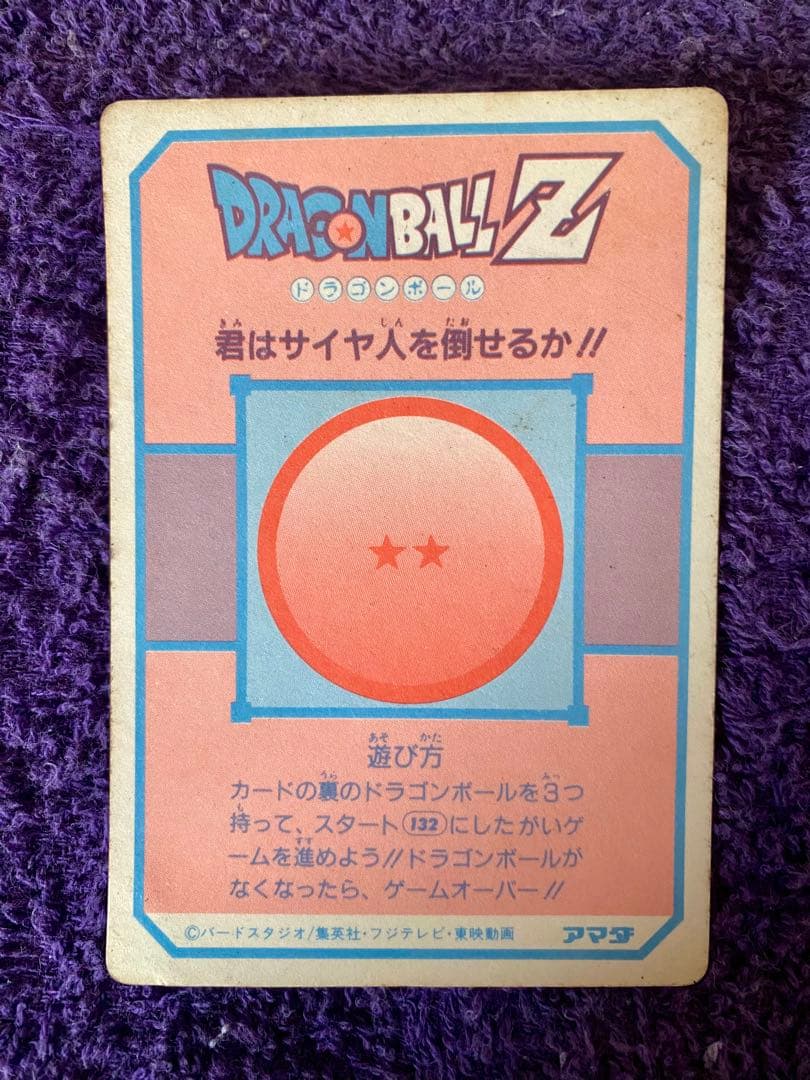 DRAGONBALL Z
ドラゴンボール
君はサイヤ人を倒せるか!!
遊び方
カードの裏のドラゴンボールを3つ
持って、スタート132にしたがいゲ
ームを進めよう!!ドラゴンボールが
なくなったら、ゲームオーバー!!
©バードスタジオ/集英社・フジテレビ・東映動画 アマダ